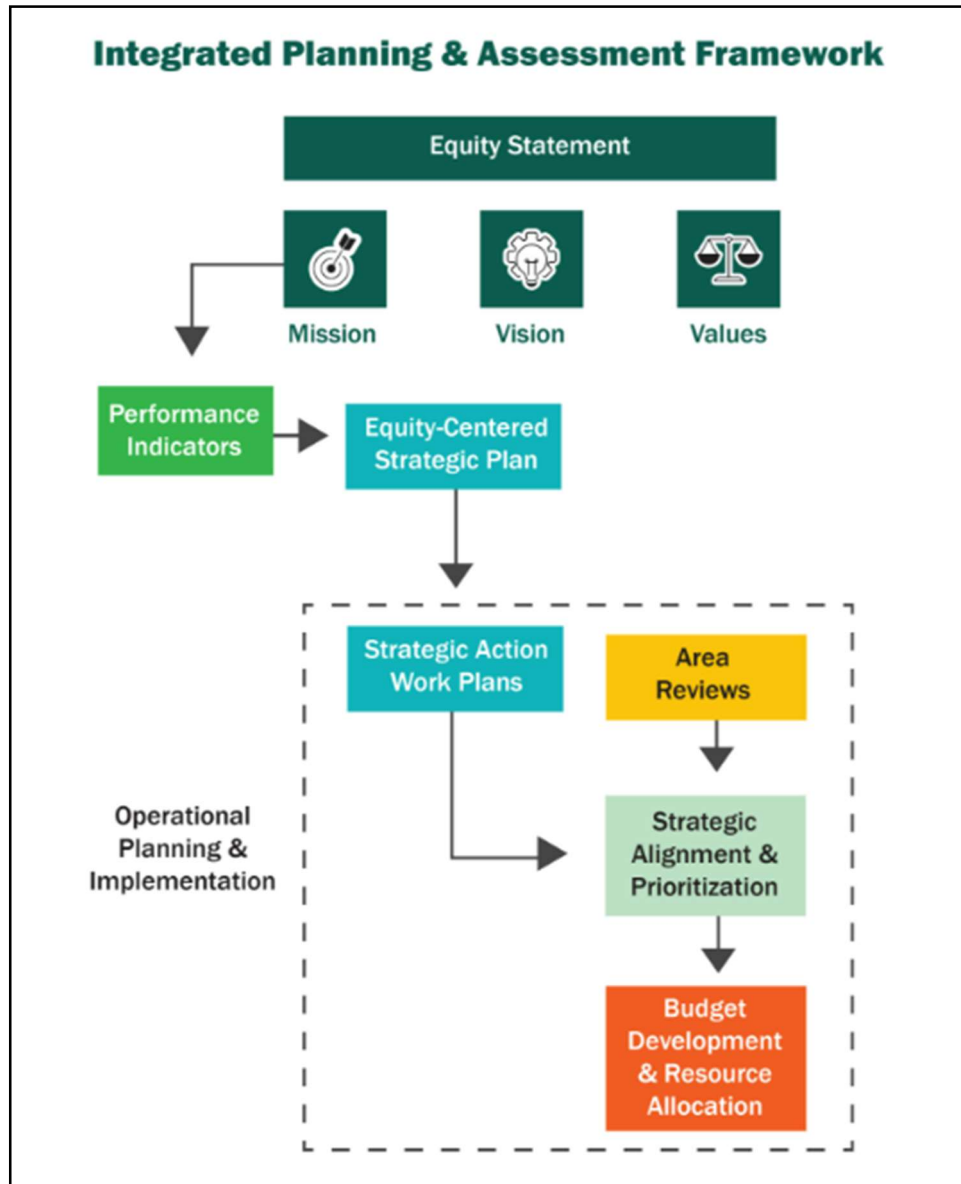 Integrated Planning & Assessment Framework
Equity Statement
Mission
Vision
Values
Performance
Indicators
Equity-Centered
Strategic Plan
Strategic Action
Work Plans
Area
Reviews
Operational
Planning &
Implementation
Strategic
Alignment &
Prioritization
Budget
Development
& Resource
Allocation